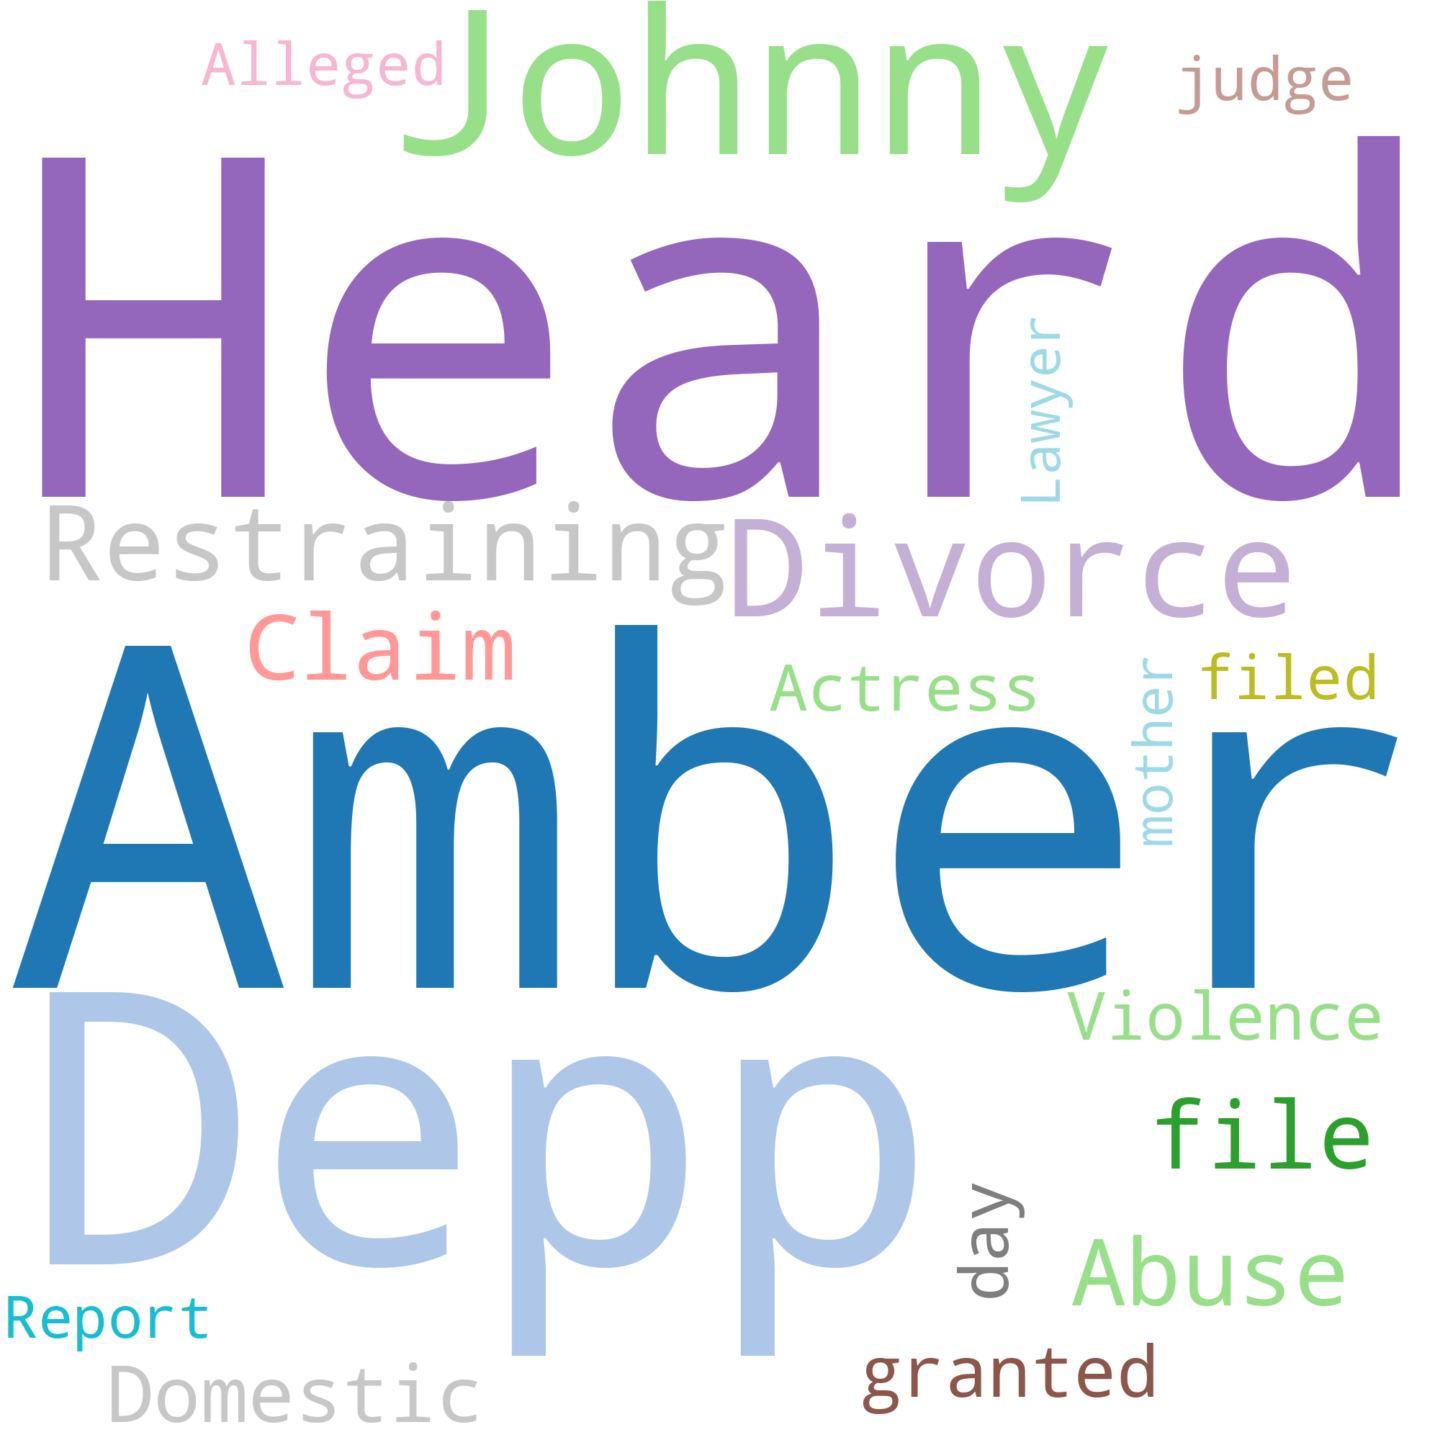 Johnny
Alleged
judge
Heard
Lawyer
Restraining
Divorce
Claim
Actress
filed
mother
Amber
Depp
Violence
file
day
Abuse
Report
granted
Domestic